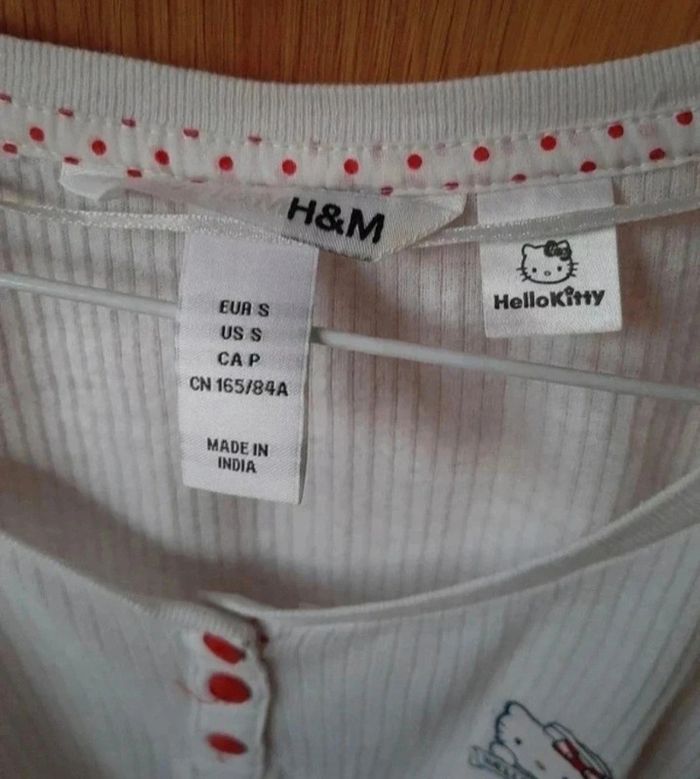 H&M
HelloKitty
EUR S
US S
CA P
CN 165/84A
MADE IN
INDIA